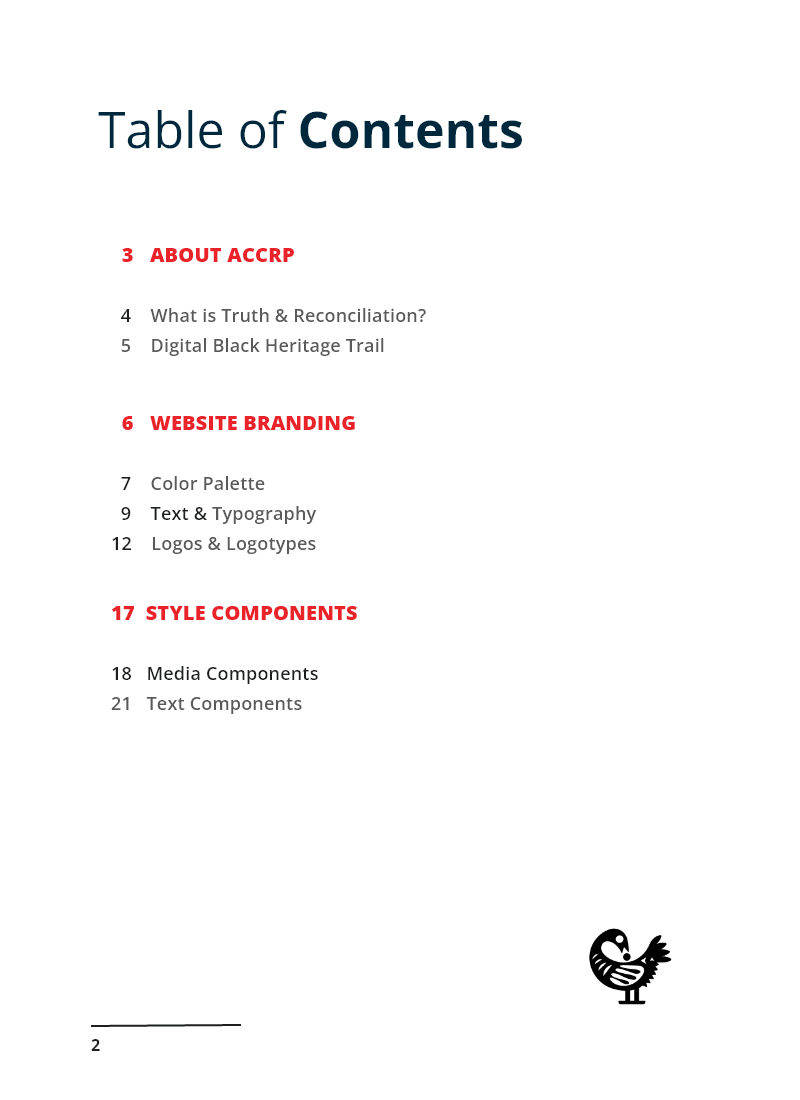 Table of Contents
3 ABOUT ACCRP
4 What is Truth & Reconciliation?
5 Digital Black Heritage Trail
6 WEBSITE BRANDING
7 Color Palette
9 Text & Typography
12 Logos & Logotypes
17 STYLE COMPONENTS
18 Media Components
21 Text Components
2